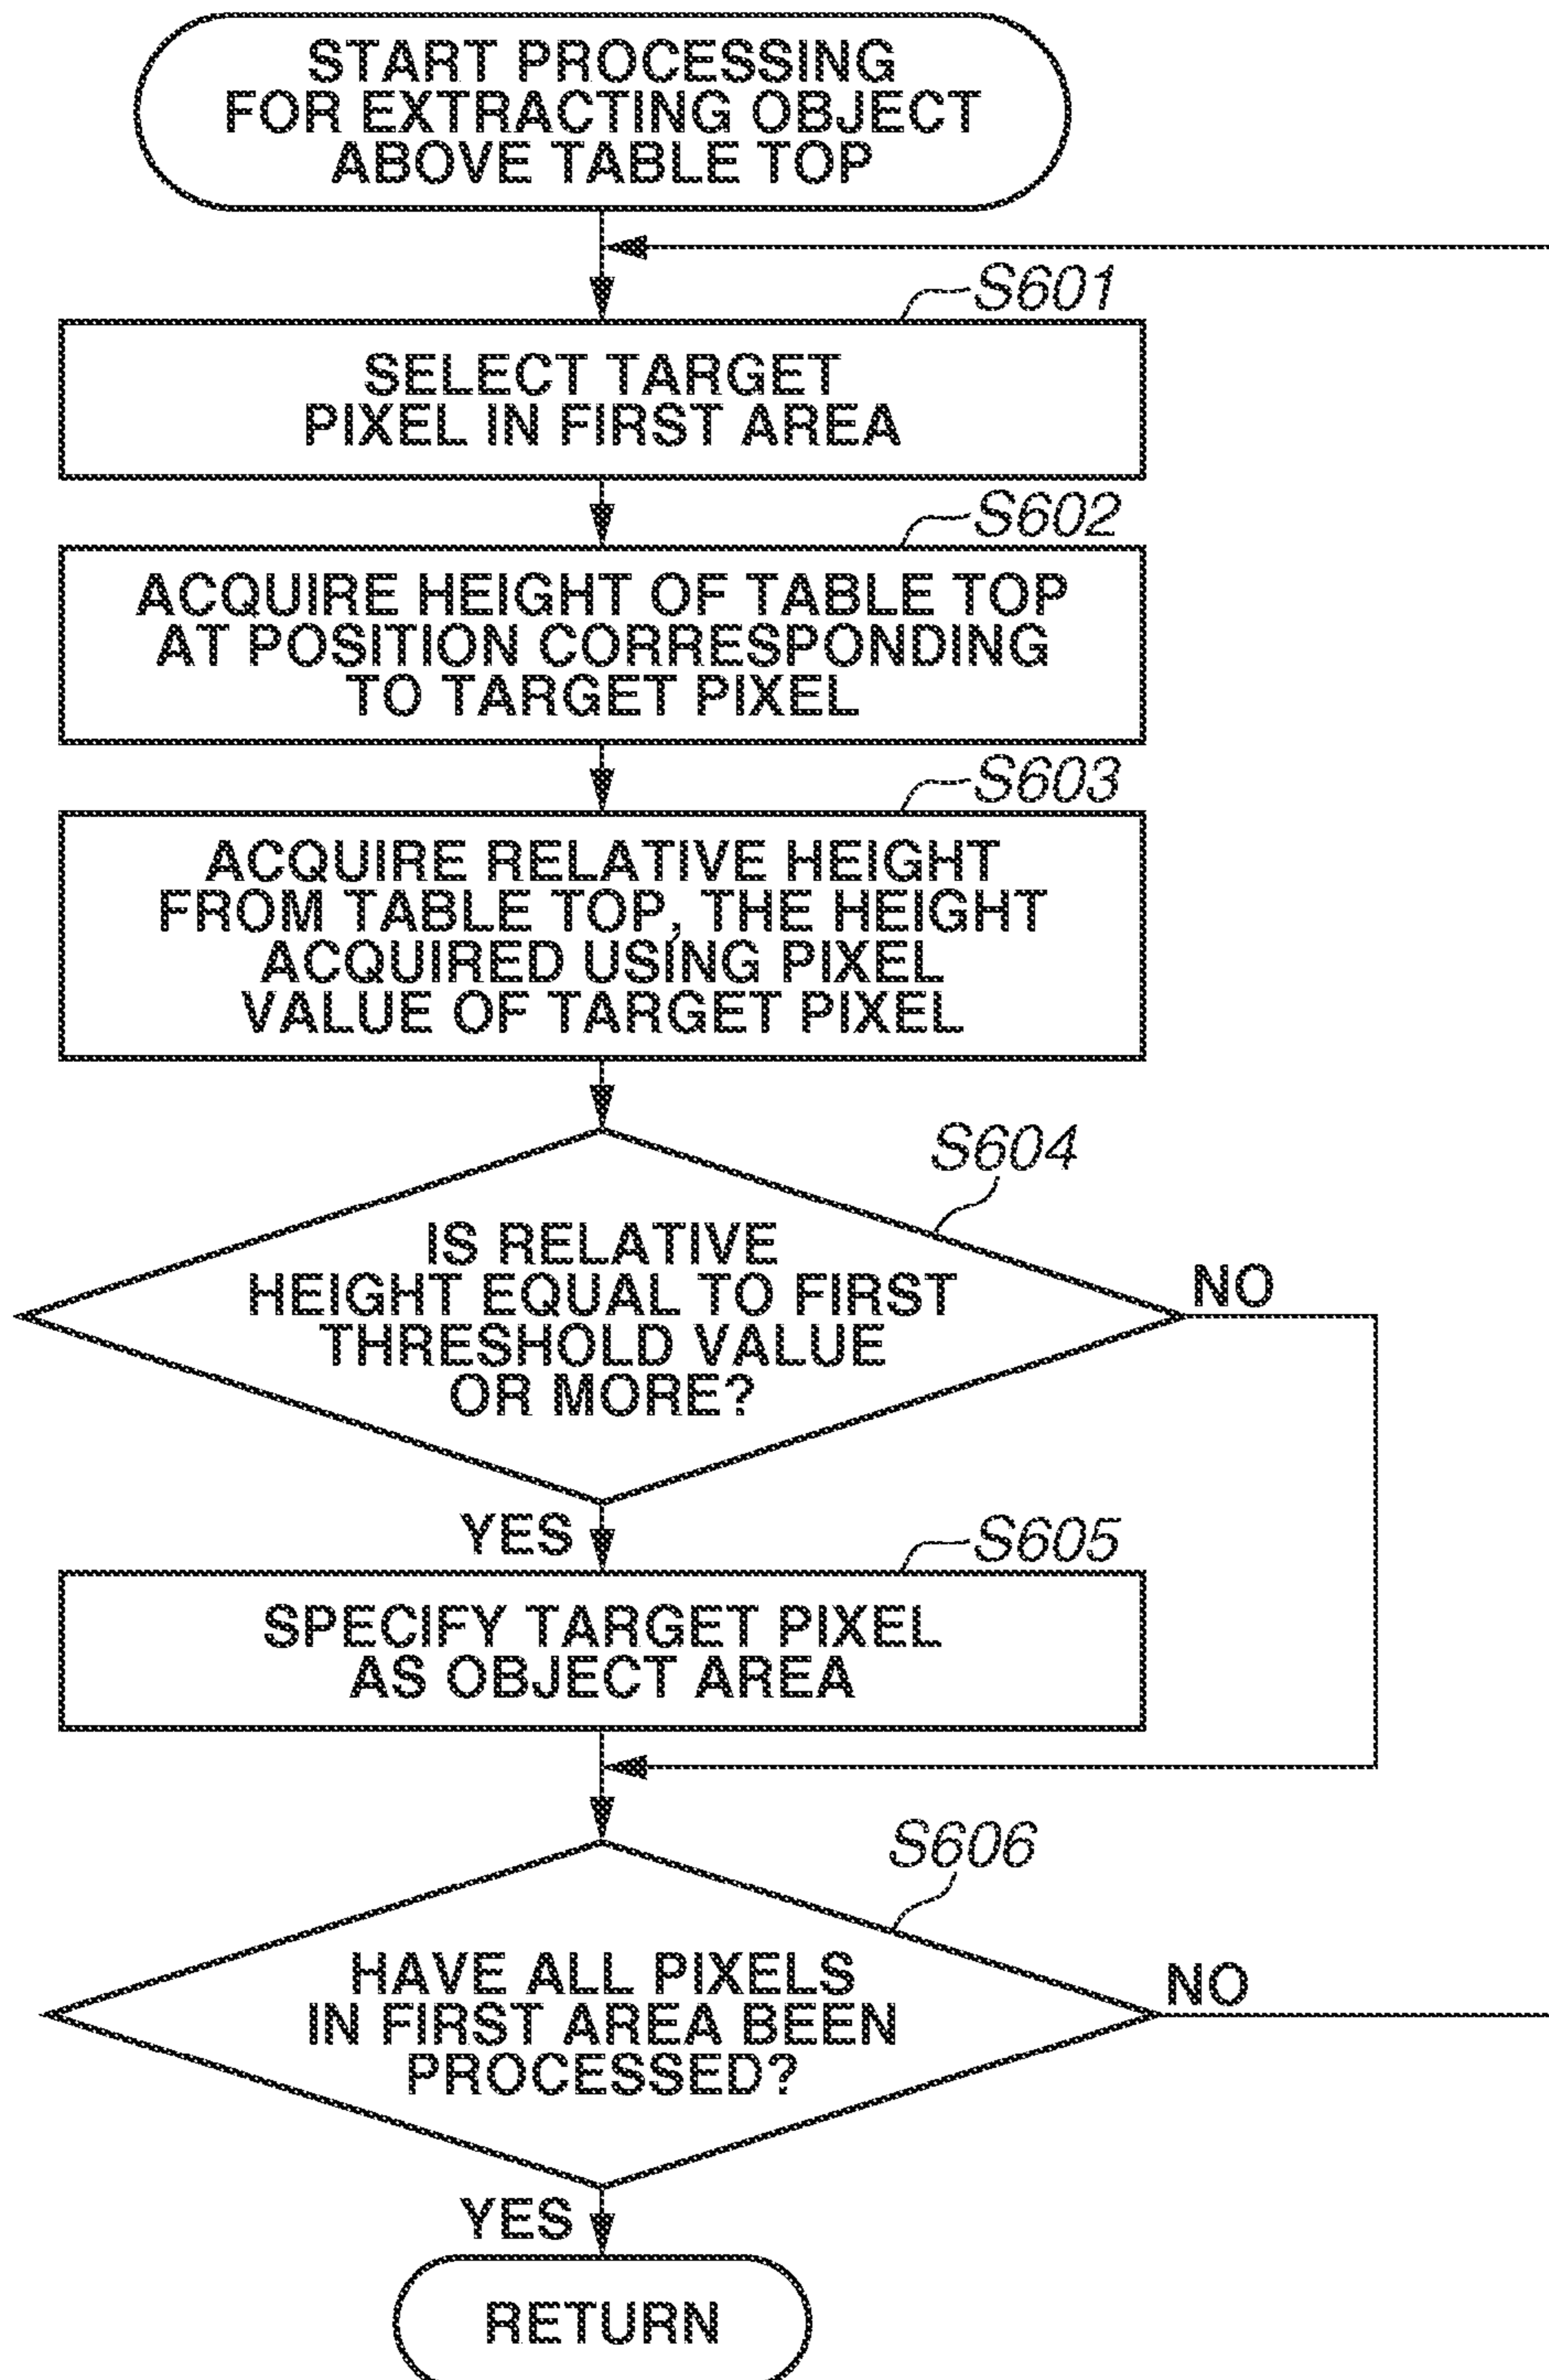 START PROCESSING
FOR EXTRACTING OBJECT
ABOVE TABLE TOP
S601
SELECT TARGET
PIXEL IN FIRST AREA
S602
ACQUIRE HEIGHT OF TABLE TOP
AT POSITION CORRESPONDING
TO TARGET PIXEL
S603
ACQUIRE RELATIVE HEIGHT
FROM TABLE TOP, THE HEIGHT
ACQUIRED USING PIXEL
VALUE OF TARGET PIXEL
S604
IS RELATIVE
HEIGHT EQUAL TO FIRST
THRESHOLD VALUE
OR MORE?
NO
YES
S605
SPECIFY TARGET PIXEL
AS OBJECT AREA
S606
HAVE ALL PIXELS
IN FIRST AREA BEEN
PROCESSED?
NO
YES
RETURN